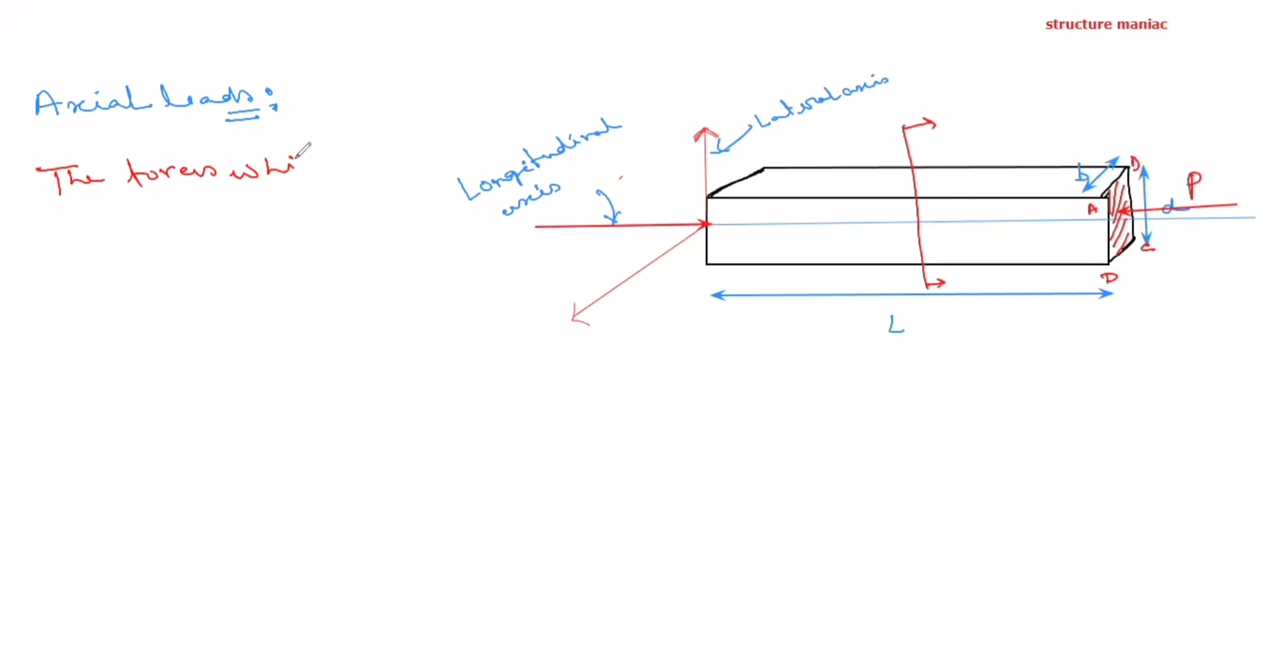 structure maniac
Axial loads:
The forces whi
Longitudinal
axis
Lateral axis
b
D
P
A
d
C
D
L